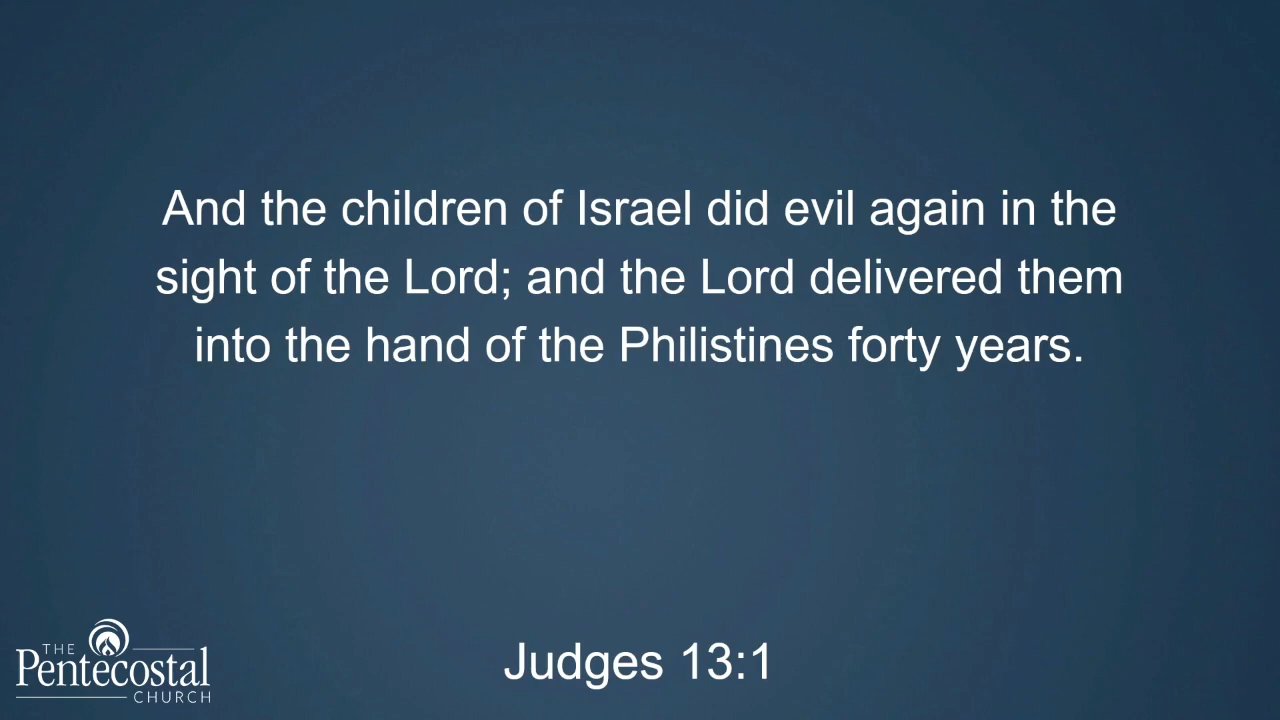 And the children of Israel did evil again in the
sight of the Lord; and the Lord delivered them
into the hand of the Philistines forty years.
THE
Pentecostal
CHURCH
Judges 13:1